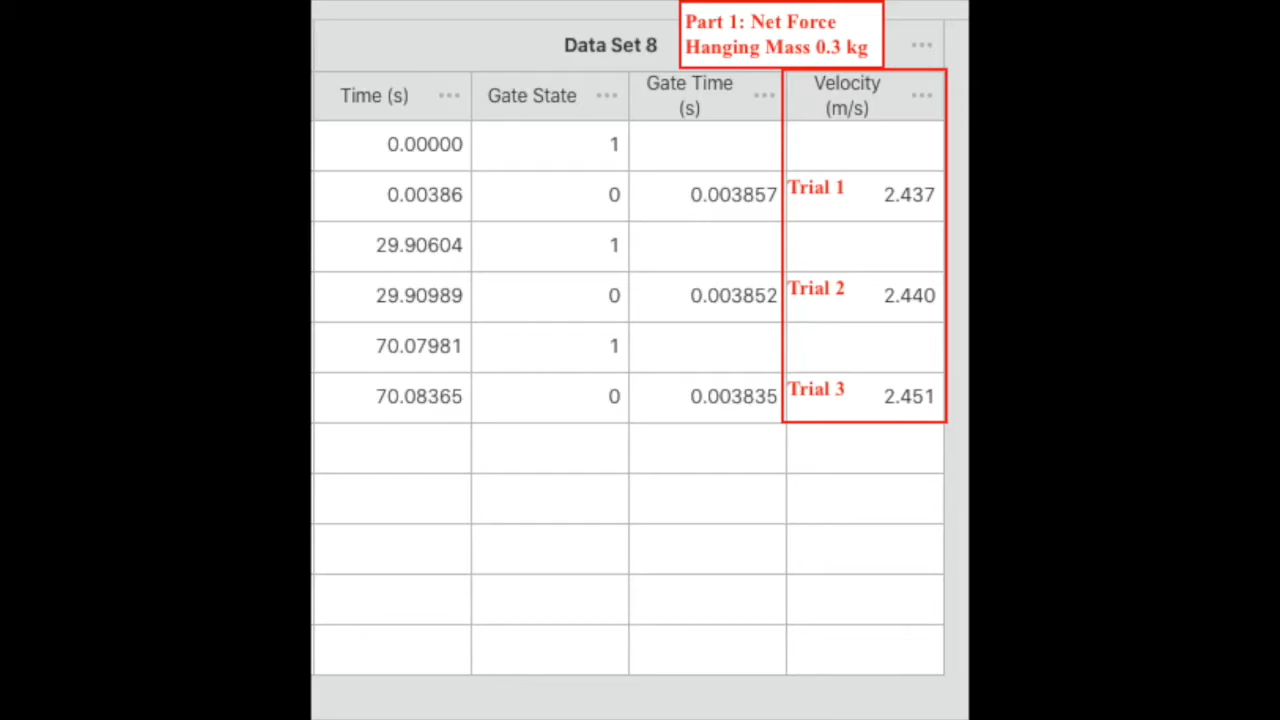 Part 1: Net Force
Hanging Mass 0.3 kg
Data Set 8 ...
Time (s) ... Gate State ... Gate Time (s) ... Velocity (m/s) ...
0.00000 1
0.00386 0 0.003857 Trial 1 2.437
29.90604 1
29.90989 0 0.003852 Trial 2 2.440
70.07981 1
70.08365 0 0.003835 Trial 3 2.451